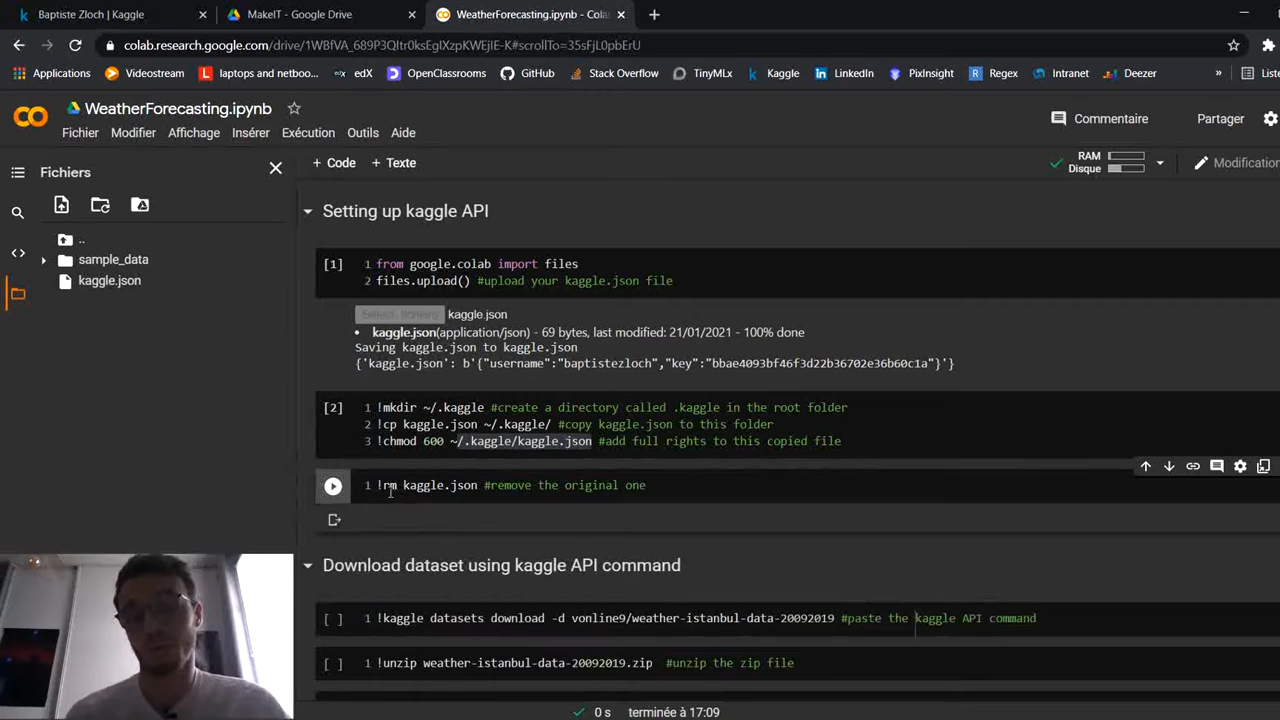 Baptiste Zloch | Kaggle
MakeIT - Google Drive
WeatherForecasting.ipynb - Cola
colab.research.google.com/drive/1WBfVA_689P3QItr0ksEgIXzpKWEJIE-K#scrollTo=35sFjL0pbErU
Applications
Videostream
laptops and netboo...
edX
OpenClassrooms
GitHub
Stack Overflow
TinyMLx
Kaggle
LinkedIn
PixInsight
Regex
Intranet
Deezer
»
Liste
WeatherForecasting.ipynb
Fichier Modifier Affichage Insérer Exécution Outils Aide
Commentaire
Partager
Fichiers
+ Code + Texte
RAM
Disque
Modification
..
sample_data
kaggle.json
Setting up kaggle API
[1] 1 from google.colab import files
2 files.upload() #upload your kaggle.json file
Select. fichiers kaggle.json
• kaggle.json(application/json) - 69 bytes, last modified: 21/01/2021 - 100% done
Saving kaggle.json to kaggle.json
{'kaggle.json': b'{"username":"baptistezloch","key":"bbae4093bf46f3d22b36702e36b60c1a"}'}
[2] 1 !mkdir ~/.kaggle #create a directory called .kaggle in the root folder
2 !cp kaggle.json ~/.kaggle/ #copy kaggle.json to this folder
3 !chmod 600 ~/.kaggle/kaggle.json #add full rights to this copied file
1 !rm kaggle.json #remove the original one
Download dataset using kaggle API command
[ ] 1 !kaggle datasets download -d vonline9/weather-istanbul-data-20092019 #paste the kaggle API command
[ ] 1 !unzip weather-istanbul-data-20092019.zip #unzip the zip file
0 s terminée à 17:09